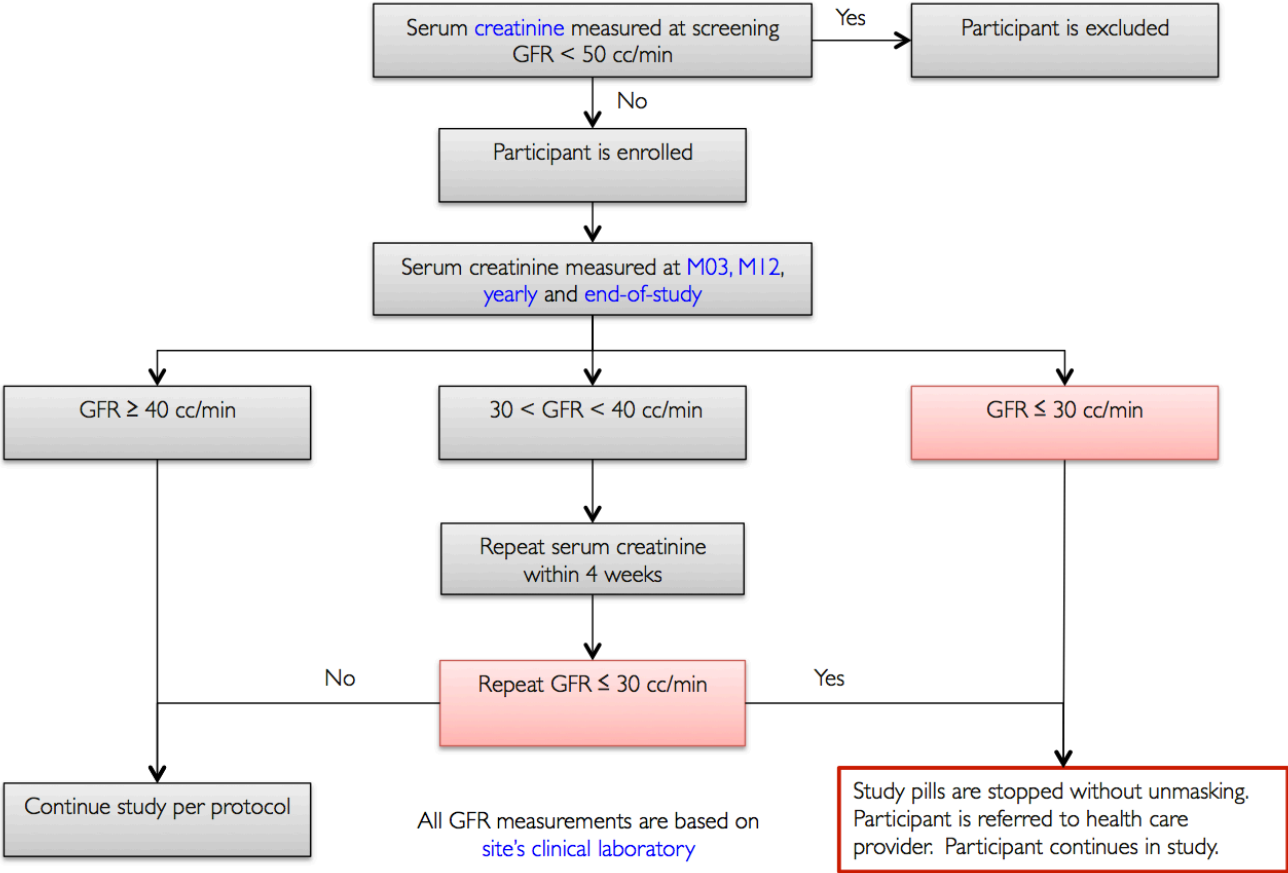 Serum creatinine measured at screening
GFR < 50 cc/min
Yes
Participant is excluded
No
Participant is enrolled
Serum creatinine measured at M03, M12,
yearly and end-of-study
GFR ≥ 40 cc/min
30 < GFR < 40 cc/min
GFR ≤ 30 cc/min
Repeat serum creatinine
within 4 weeks
No
Repeat GFR ≤ 30 cc/min
Yes
Continue study per protocol
All GFR measurements are based on
site's clinical laboratory
Study pills are stopped without unmasking.
Participant is referred to health care
provider. Participant continues in study.